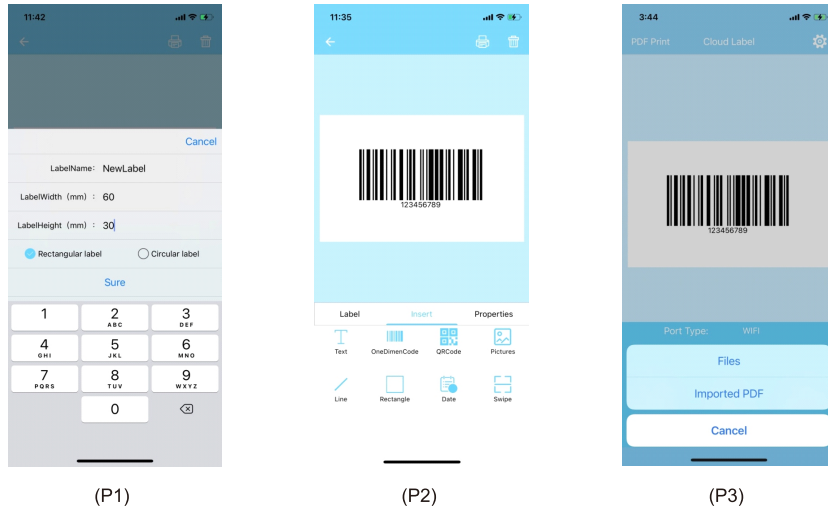 11:42
Cancel
LabelName: NewLabel
LabelWidth (mm) : 60
LabelHeight (mm) : 30
Rectangular label Circular label
Sure
1 2 3
ABC DEF
4 5 6
GHI JKL MNO
7 8 9
PQRS TUV WXYZ
0
(P1)
11:35
123456789
Label Insert Properties
Text OneDimenCode QRCode Pictures
Line Rectangle Date Swipe
(P2)
3:44
PDF Print Cloud Label
123456789
Port Type: WIFI
Files
Imported PDF
Cancel
(P3)